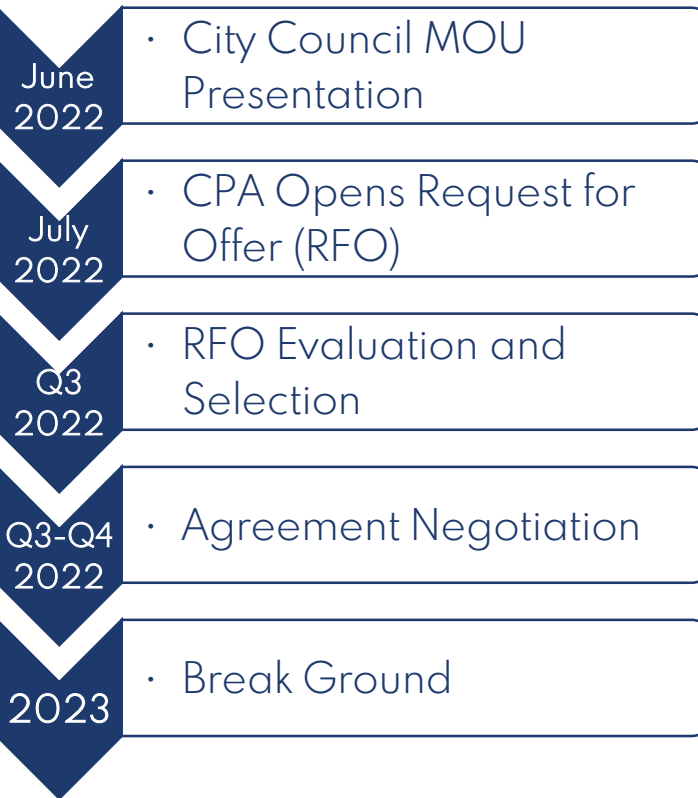 June
2022
· City Council MOU
Presentation
July
2022
· CPA Opens Request for
Offer (RFO)
Q3
2022
· RFO Evaluation and
Selection
Q3-Q4
2022
· Agreement Negotiation
2023
· Break Ground